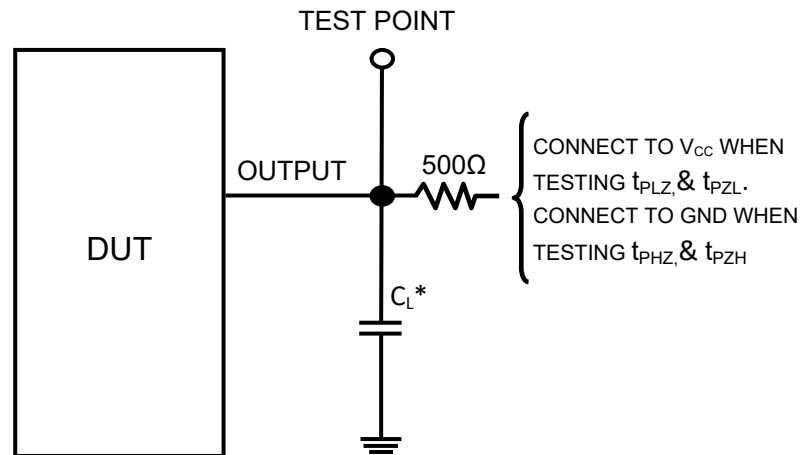 TEST POINT
OUTPUT
500Ω
DUT
CONNECT TO VCC WHEN
TESTING tPLZ,& tPZL.
CONNECT TO GND WHEN
TESTING tPHZ,& tPZH
CL*